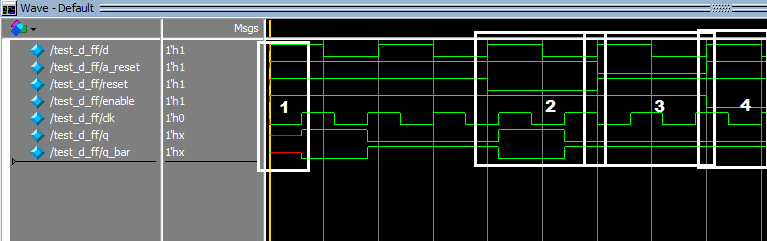 Wave - Default
Msgs
/test_d_ff/d 1'h1
/test_d_ff/a_reset 1'h1
/test_d_ff/reset 1'h1
/test_d_ff/enable 1'h1
/test_d_ff/clk 1'h0
/test_d_ff/q 1'hx
/test_d_ff/q_bar 1'hx
1 2 3 4